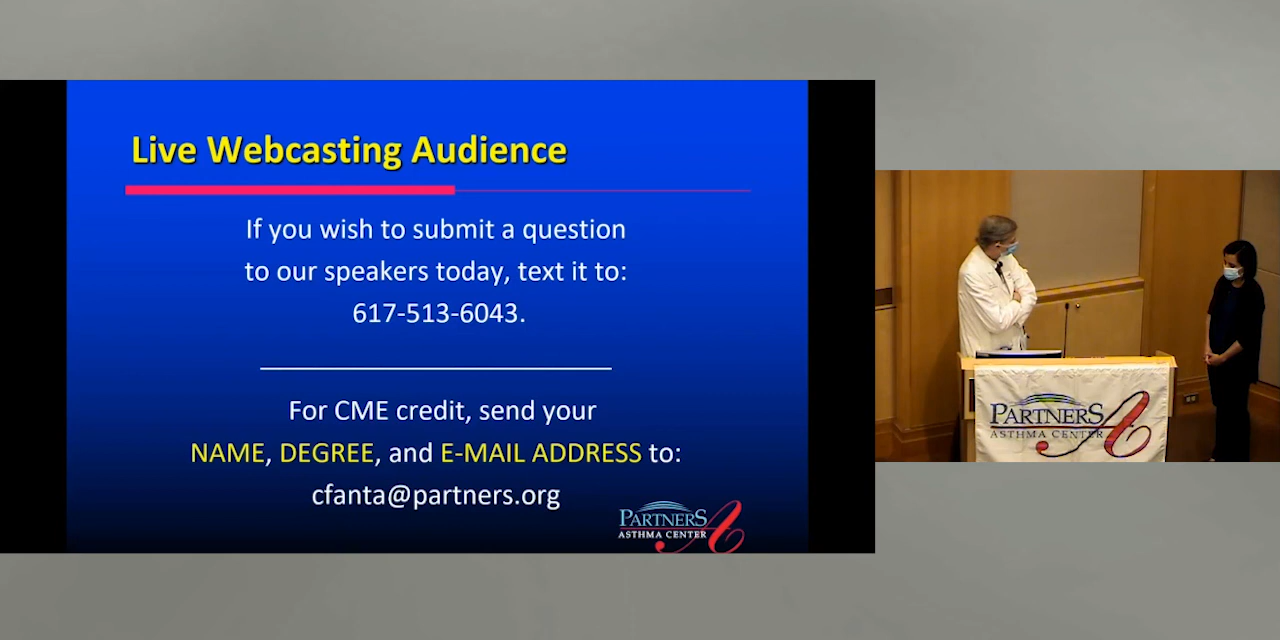 Live Webcasting Audience
If you wish to submit a question
to our speakers today, text it to:
617-513-6043.
For CME credit, send your
NAME, DEGREE, and E-MAIL ADDRESS to:
cfanta@partners.org
PARTNERS A
ASTHMA CENTER
PARTNERS A
ASTHMA CENTER